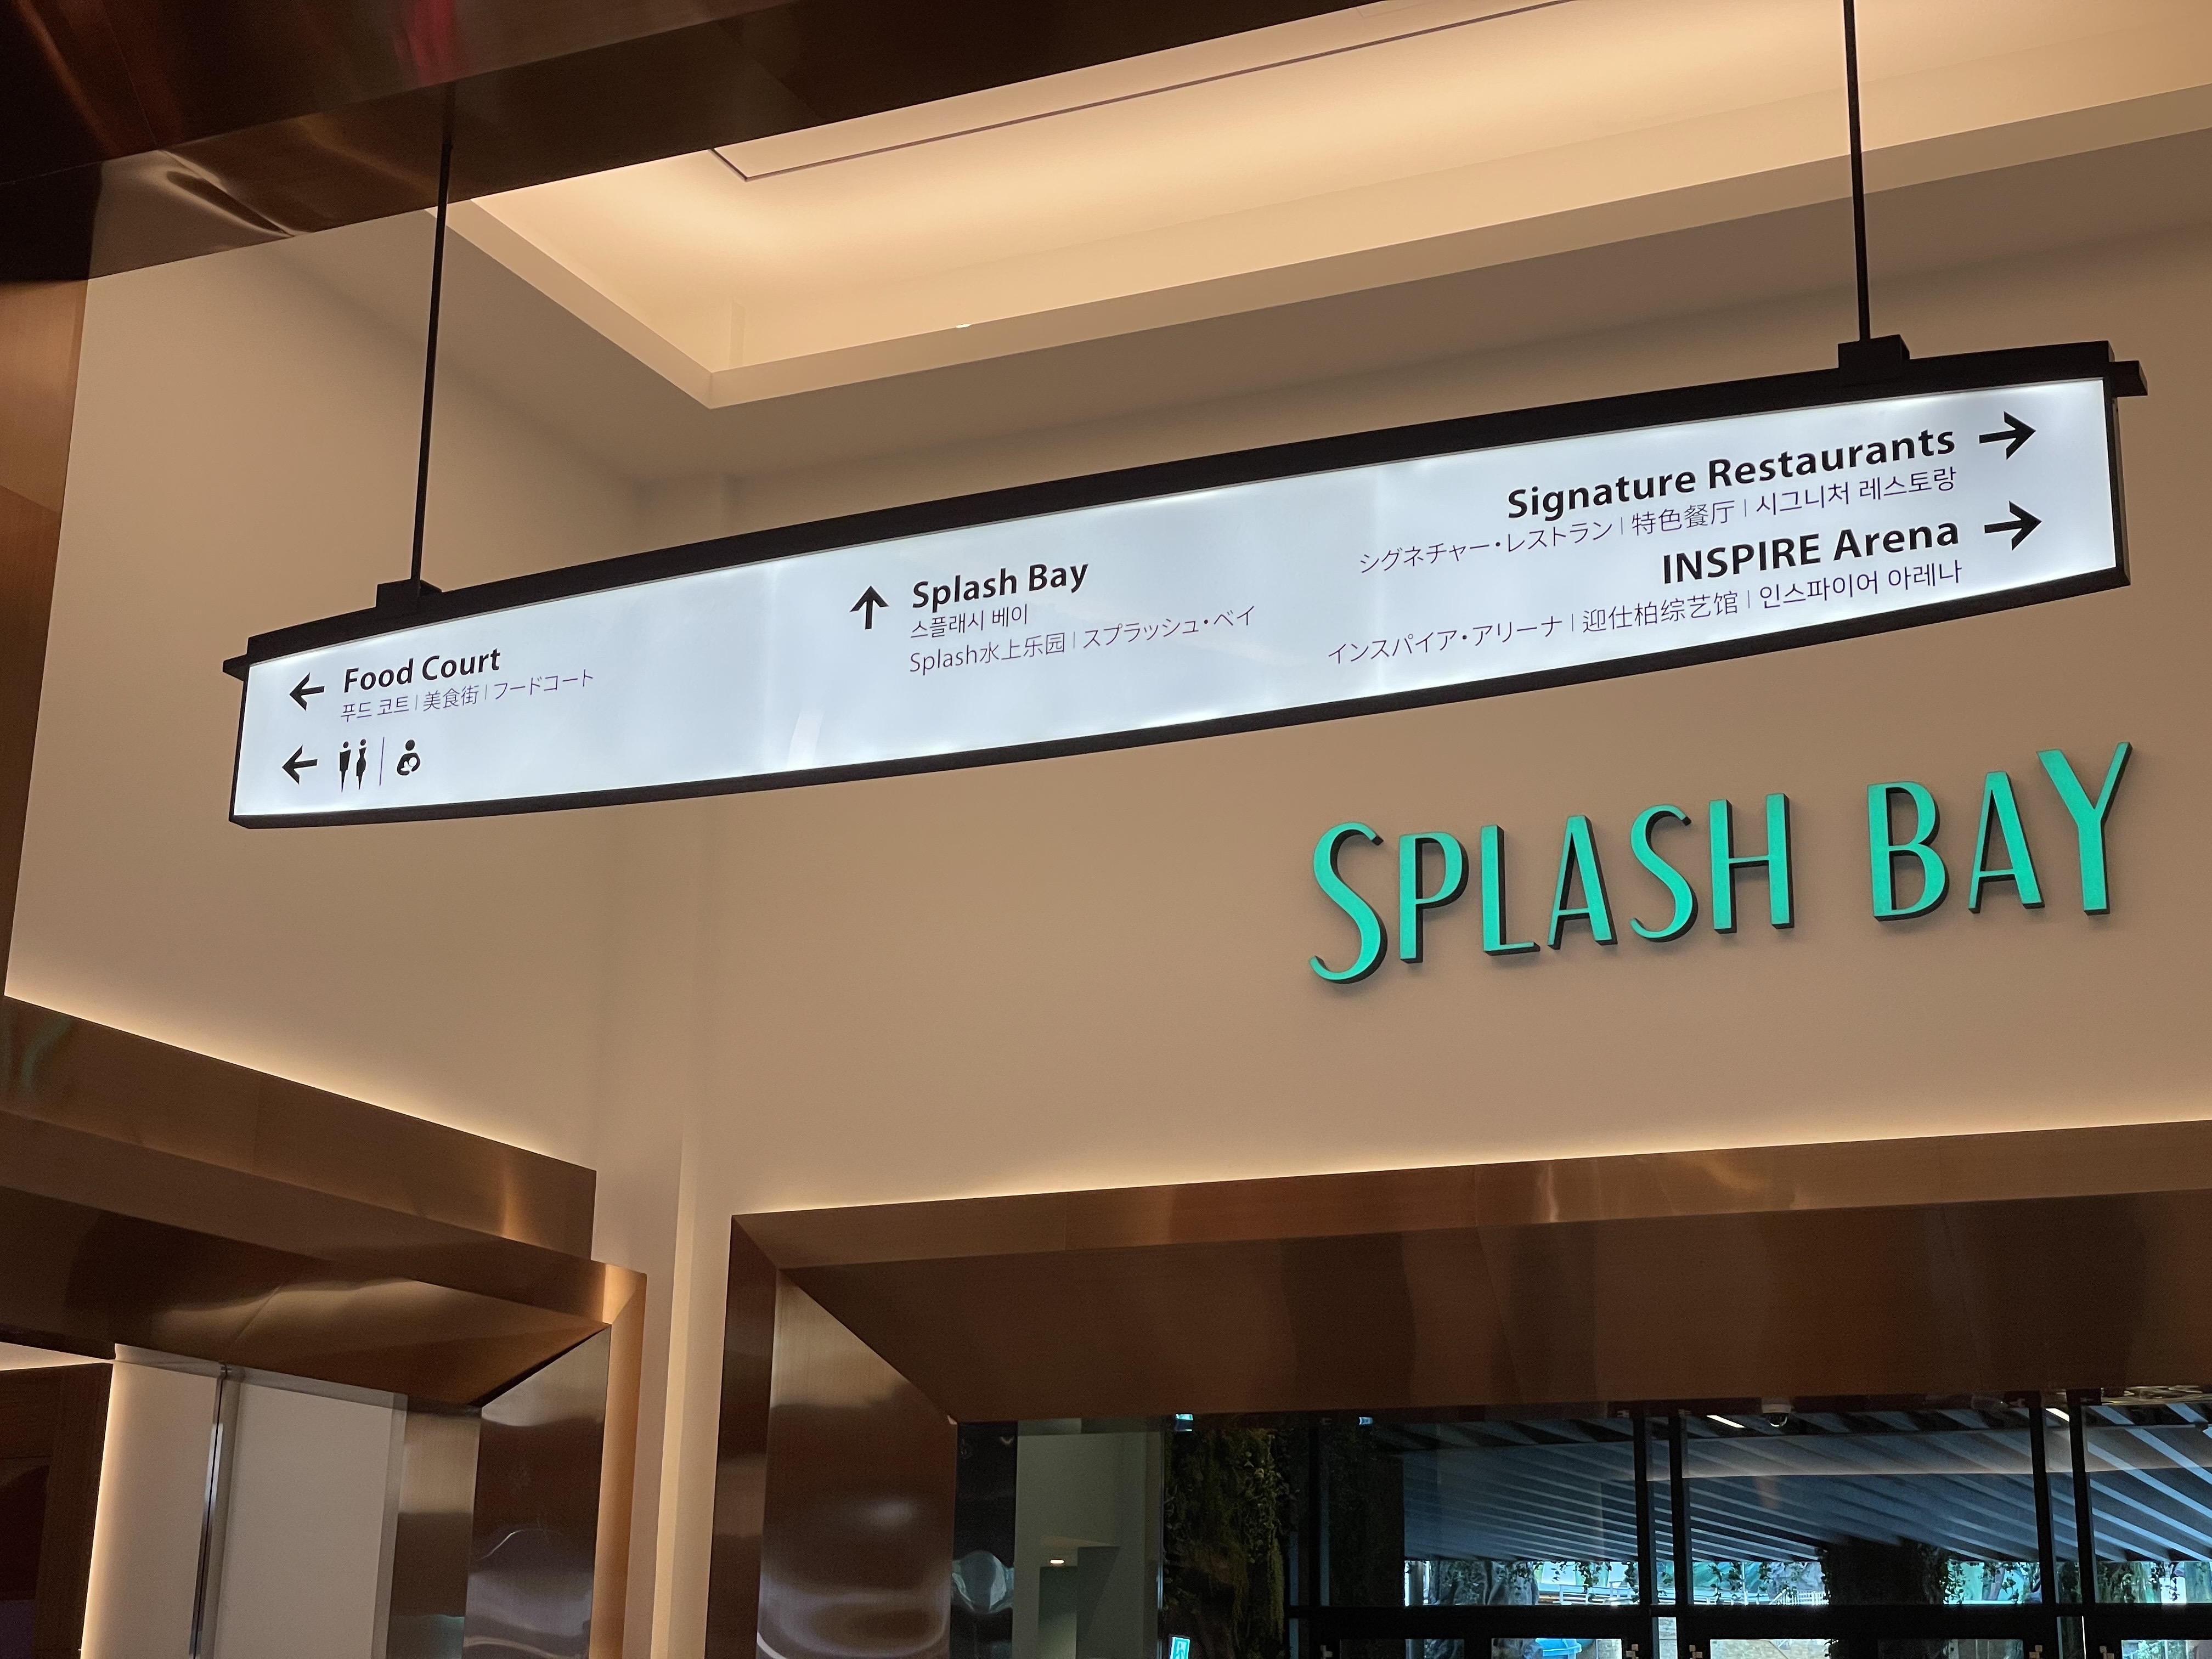 Food Court
푸드 코트 | 美食街 | フードコート
Splash Bay
스플래시 베이
Splash水上乐园 | スプラッシュ・ベイ
Signature Restaurants
シグネチャー・レストラン | 特色餐厅 | 시그니처 레스토랑
INSPIRE Arena
インスパイア・アリーナ | 迎仕柏综艺馆 | 인스파이어 아레나
SPLASH BAY